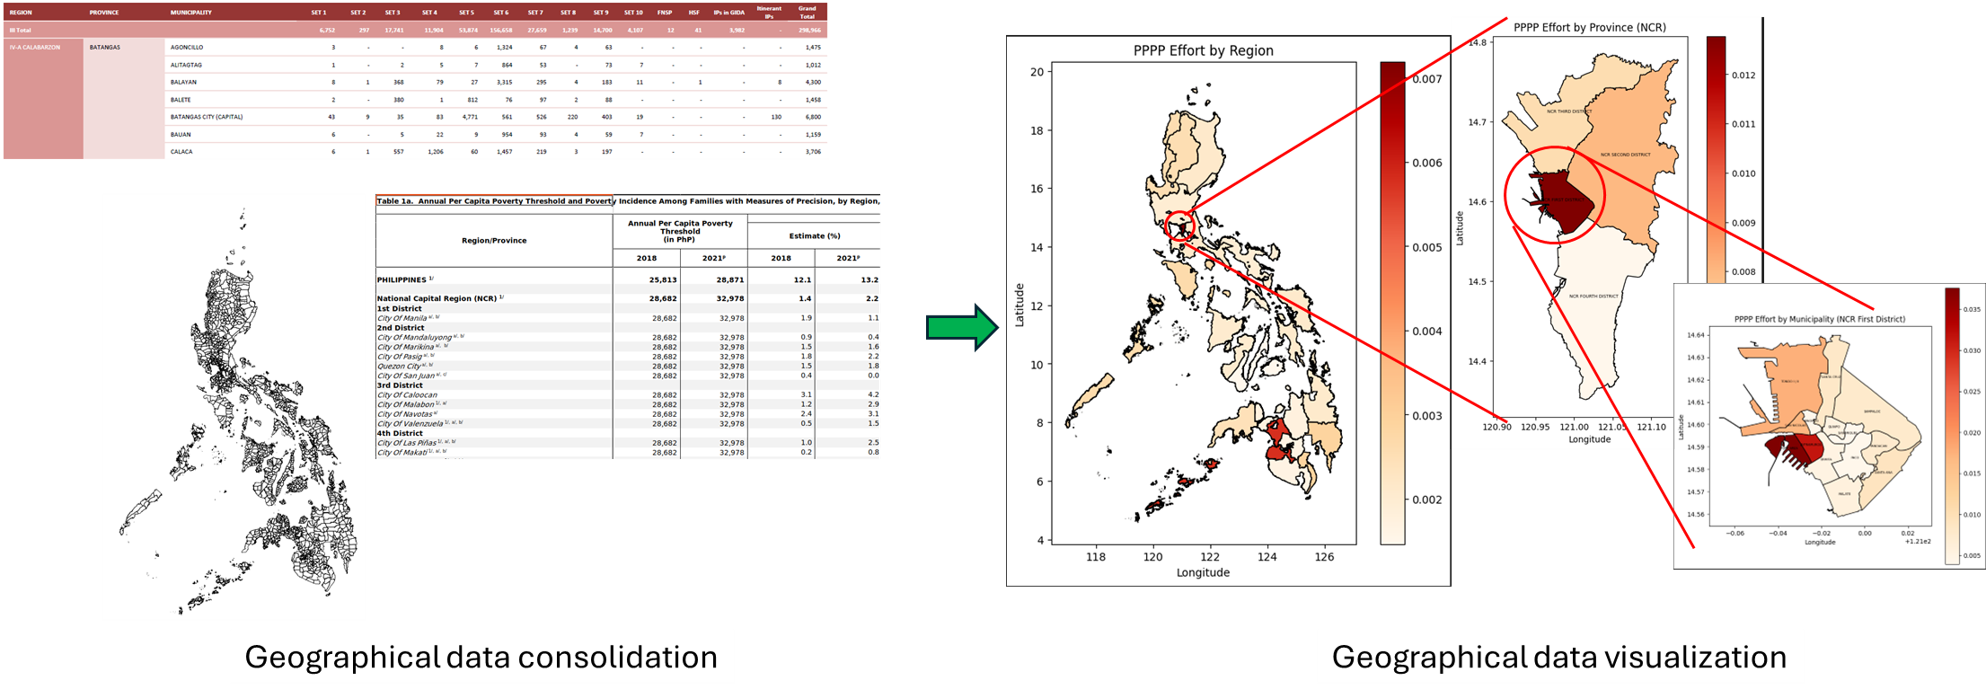 REGION PROVINCE MUNICIPALITY SET 1 SET 2 SET 3 SET 4 SET 5 SET 6 SET 7 SET 8 SET 9 SET 10 FNSP HSF IPs in GIDA Itinerant IPs Grand Total
III Total 6,752 297 17,741 11,904 53,874 156,658 27,659 1,239 14,700 4,107 12 41 3,982 - 298,966
IV-A CALABARZON BATANGAS AGONCILLO 3 - - 8 6 1,324 67 4 63 - - - - - 1,475
ALITAGTAG 1 - 2 5 7 864 53 - 73 7 - - - - 1,012
BALAYAN 8 1 368 79 27 3,315 295 4 183 11 - 1 - 8 4,300
BALETE 2 - 380 1 812 76 97 2 88 - - - - - 1,458
BATANGAS CITY (CAPITAL) 43 9 35 83 4,771 561 526 220 403 19 - - - 130 6,800
BAUAN 6 - 5 22 9 954 93 4 59 7 - - - - 1,159
CALACA 6 1 557 1,206 60 1,457 219 3 197 - - - - - 3,706
Table 1a. Annual Per Capita Poverty Threshold and Poverty Incidence Among Families with Measures of Precision, by Region,
Region/Province
Annual Per Capita Poverty Threshold (in PhP)
Estimate (%)
2018 2021ᵖ 2018 2021ᵖ
PHILIPPINES 1/ 25,813 28,871 12.1 13.2
National Capital Region (NCR) 1/ 28,682 32,978 1.4 2.2
1st District
City Of Manila 28,682 32,978 1.9 1.1
2nd District
City Of Mandaluyong 28,682 32,978 0.9 0.4
City Of Marikina 28,682 32,978 1.5 1.6
City Of Pasig 28,682 32,978 1.8 2.2
Quezon City 28,682 32,978 1.5 1.8
City Of San Juan 28,682 32,978 0.4 0.0
3rd District
City Of Caloocan 28,682 32,978 3.1 4.2
City Of Malabon 28,682 32,978 1.2 2.9
City Of Navotas 28,682 32,978 2.4 3.1
City Of Valenzuela 28,682 32,978 0.5 1.5
4th District
City Of Las Piñas 28,682 32,978 1.0 2.5
City Of Makati 28,682 32,978 0.2 0.8
Geographical data consolidation
PPPP Effort by Region
Latitude
20
18
16
14
12
10
8
6
4
118 120 122 124 126
Longitude
0.007
0.006
0.005
0.004
0.003
0.002
PPPP Effort by Province (NCR)
Latitude
14.8
14.7
14.6
14.5
14.4
NCR THIRD DISTRICT
NCR SECOND DISTRICT
NCR FOURTH DISTRICT
120.90 120.95 121.00 121.05 121.10
Longitude
0.012
0.011
0.010
0.009
0.008
PPPP Effort by Municipality (NCR First District)
Latitude
14.64
14.63
14.62
14.61
14.60
14.59
14.58
14.57
14.56
−0.06 −0.04 −0.02 0.00 0.02
+1.21e2
Longitude
0.035
0.030
0.025
0.020
0.015
0.010
0.005
Geographical data visualization